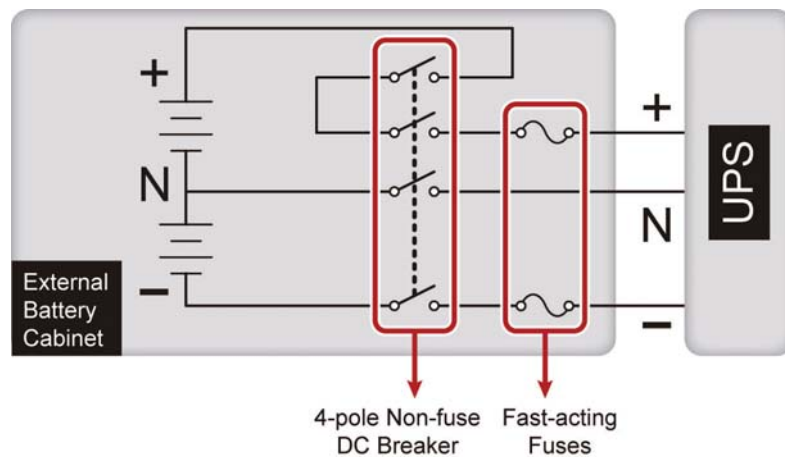 +
N
–
External
Battery
Cabinet
+
N
–
UPS
4-pole Non-fuse
DC Breaker
Fast-acting
Fuses